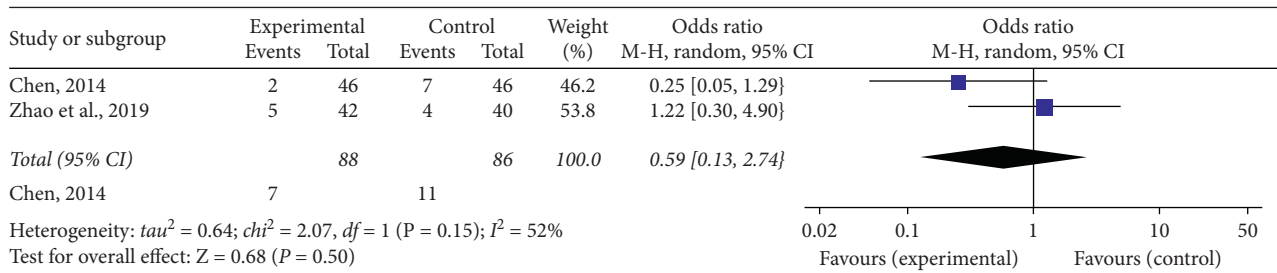 Study or subgroup Experimental Control Weight Odds ratio Odds ratio
Events Total Events Total (%) M-H, random, 95% CI M-H, random, 95% CI
Chen, 2014 2 46 7 46 46.2 0.25 [0.05, 1.29}
Zhao et al., 2019 5 42 4 40 53.8 1.22 [0.30, 4.90}
Total (95% CI) 88 86 100.0 0.59 [0.13, 2.74}
Chen, 2014 7 11
Heterogeneity: tau² = 0.64; chi² = 2.07, df = 1 (P = 0.15); I² = 52%
Test for overall effect: Z = 0.68 (P = 0.50)
0.02 0.1 1 10 50
Favours (experimental) Favours (control)